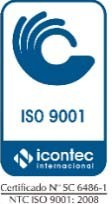 ISO 9001
icontec
internacional
Certificado N° SC 6486-1
NTC ISO 9001: 2008